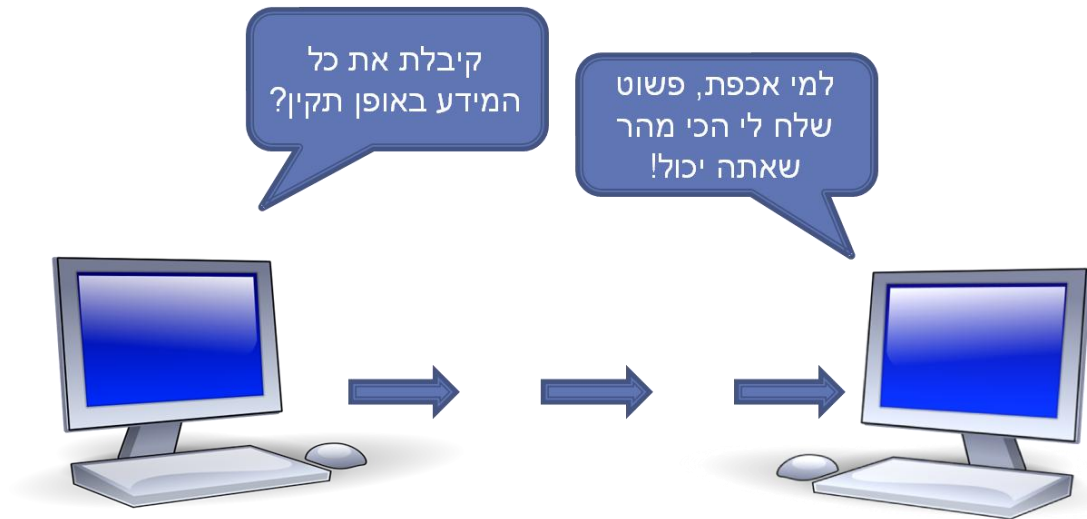 קיבלת את כל
המידע באופן תקין?
למי אכפת, פשוט
שלח לי הכי מהר
שאתה יכול!